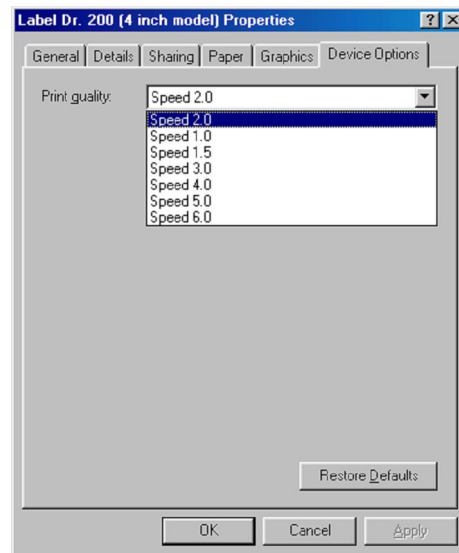 Label Dr. 200 (4 inch model) Properties
General Details Sharing Paper Graphics Device Options
Print quality: Speed 2.0
Speed 2.0
Speed 1.0
Speed 1.5
Speed 3.0
Speed 4.0
Speed 5.0
Speed 6.0
Restore Defaults
OK Cancel Apply